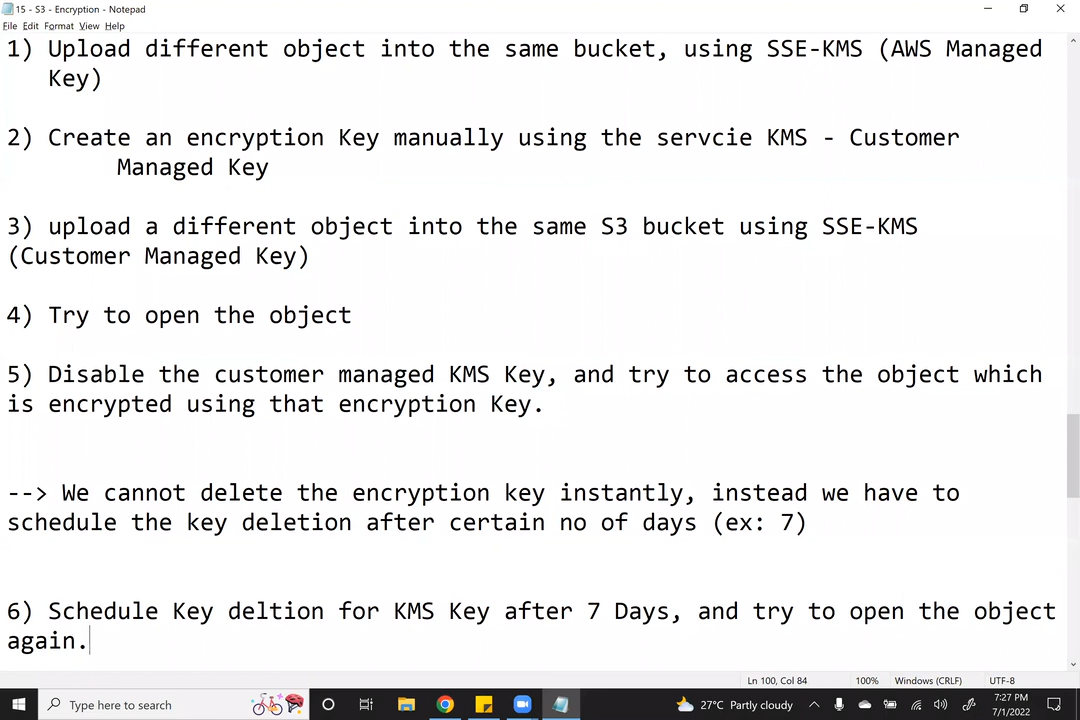 15 - S3 - Encryption - Notepad
File Edit Format View Help
1) Upload different object into the same bucket, using SSE-KMS (AWS Managed
Key)
2) Create an encryption Key manually using the servcie KMS - Customer
Managed Key
3) upload a different object into the same S3 bucket using SSE-KMS
(Customer Managed Key)
4) Try to open the object
5) Disable the customer managed KMS Key, and try to access the object which
is encrypted using that encryption Key.
--> We cannot delete the encryption key instantly, instead we have to
schedule the key deletion after certain no of days (ex: 7)
6) Schedule Key deltion for KMS Key after 7 Days, and try to open the object
again.
Ln 100, Col 84 100% Windows (CRLF) UTF-8
Type here to search 27°C Partly cloudy 7:27 PM
7/1/2022